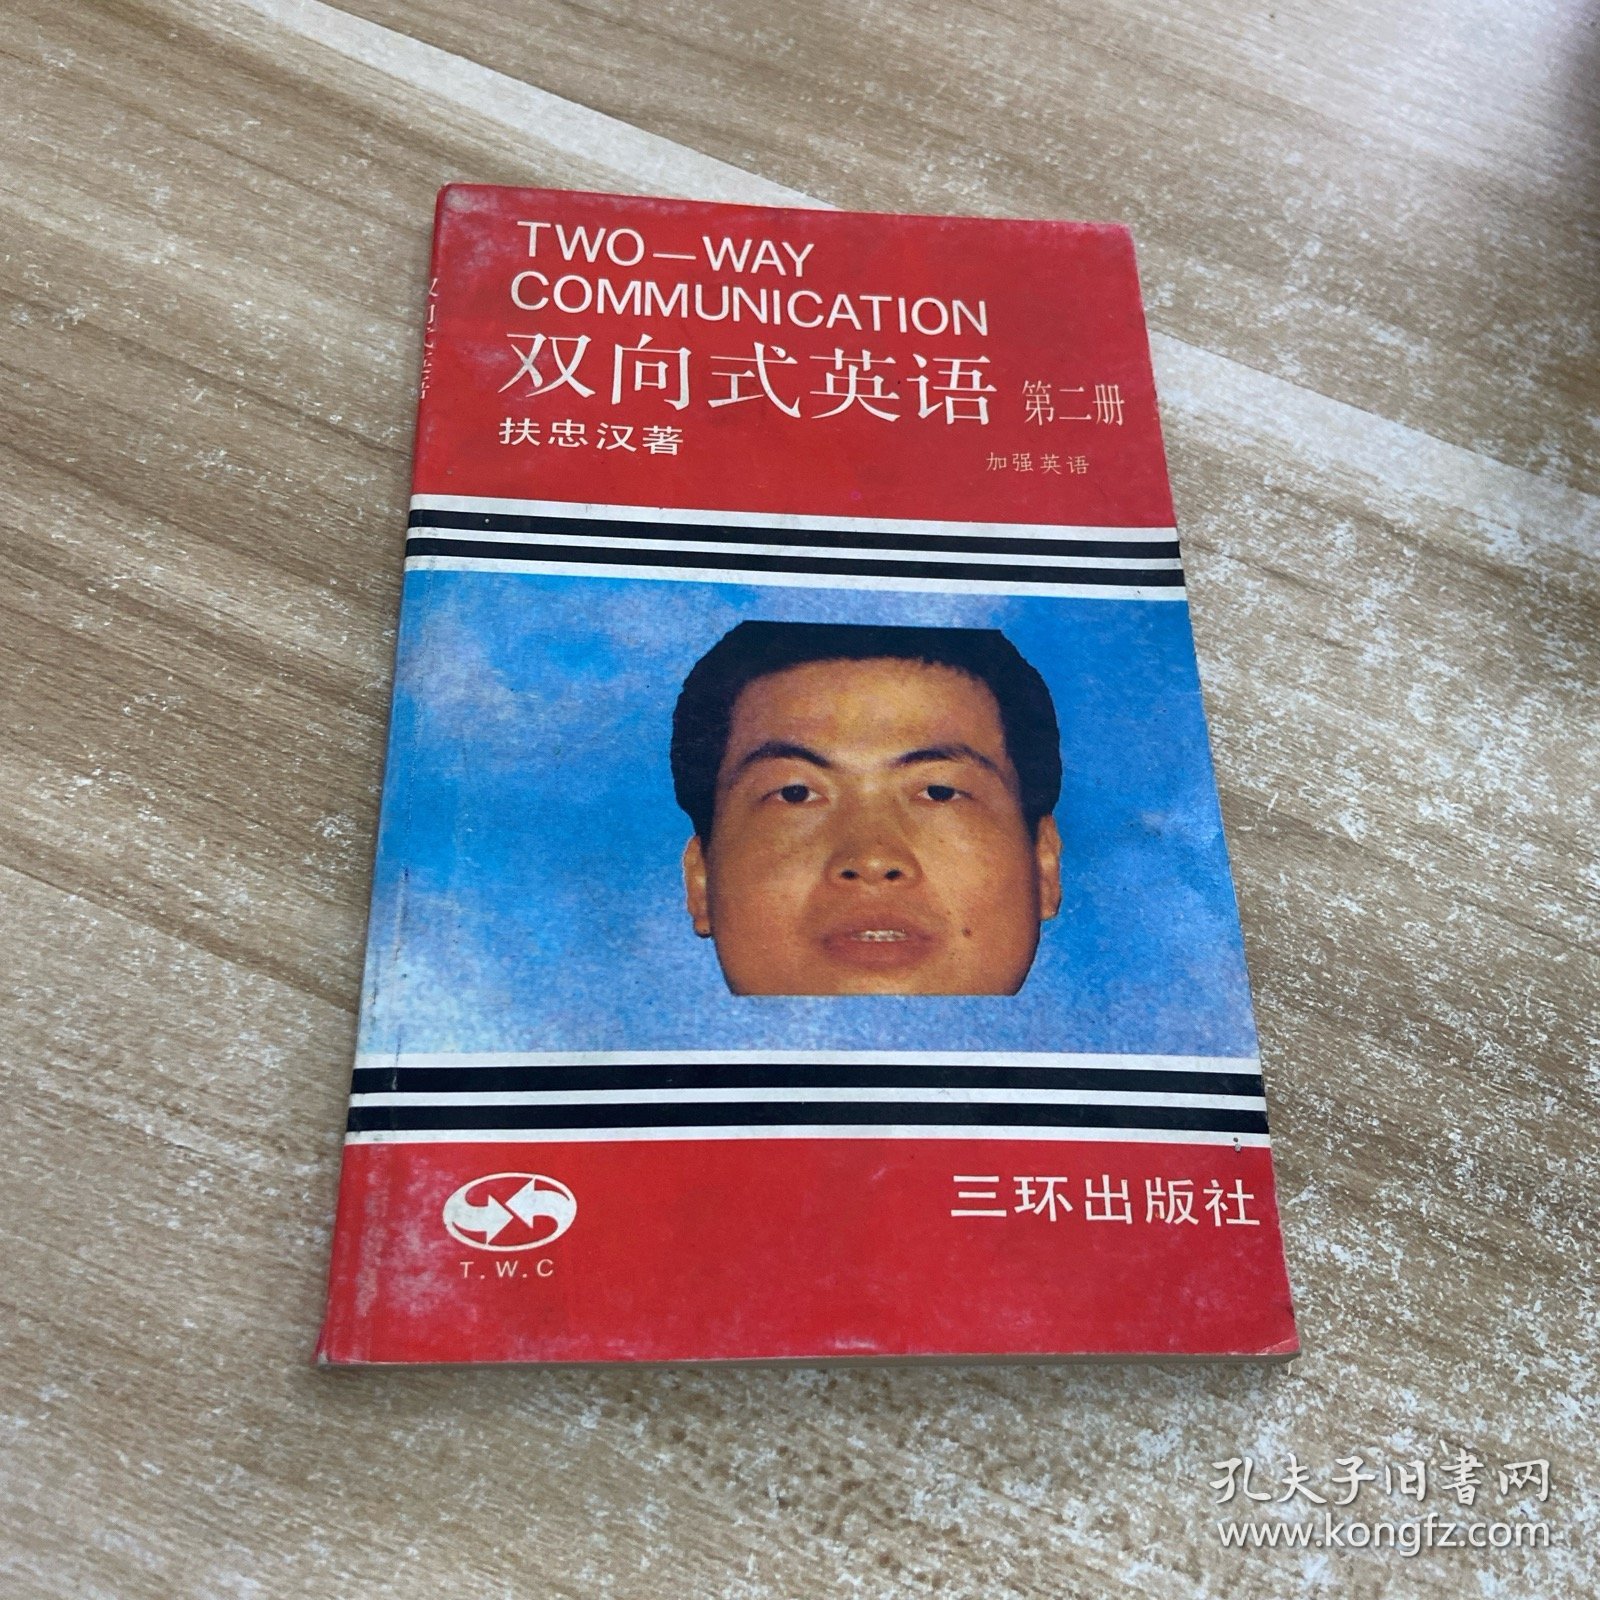 TWO—WAY
COMMUNICATION
双向式英语 第二册
扶忠汉著
加强英语
三环出版社
T.W.C
孔夫子旧书网
www.kongfz.com